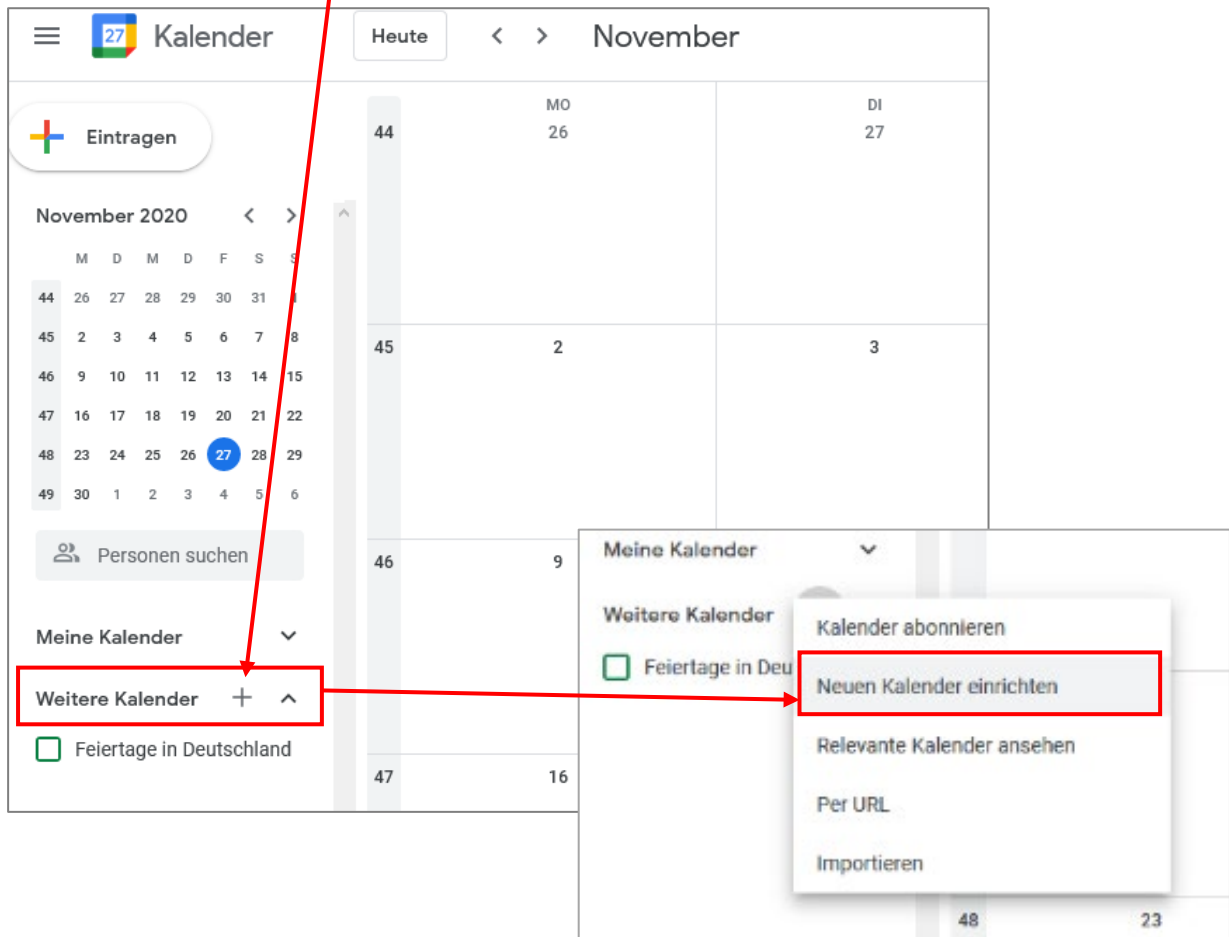 27 Kalender Heute < > November
Eintragen
MO DI
44 26 27
November 2020 < >
M D M D F S S
44 26 27 28 29 30 31 1
45 2 3 4 5 6 7 8
46 9 10 11 12 13 14 15
47 16 17 18 19 20 21 22
48 23 24 25 26 27 28 29
49 30 1 2 3 4 5 6
45 2 3
Personen suchen
46 9
Meine Kalender
Weitere Kalender +
Feiertage in Deutschland
47 16
Meine Kalender
Weitere Kalender
Feiertage in Deu
Kalender abonnieren
Neuen Kalender einrichten
Relevante Kalender ansehen
Per URL
Importieren
48 23